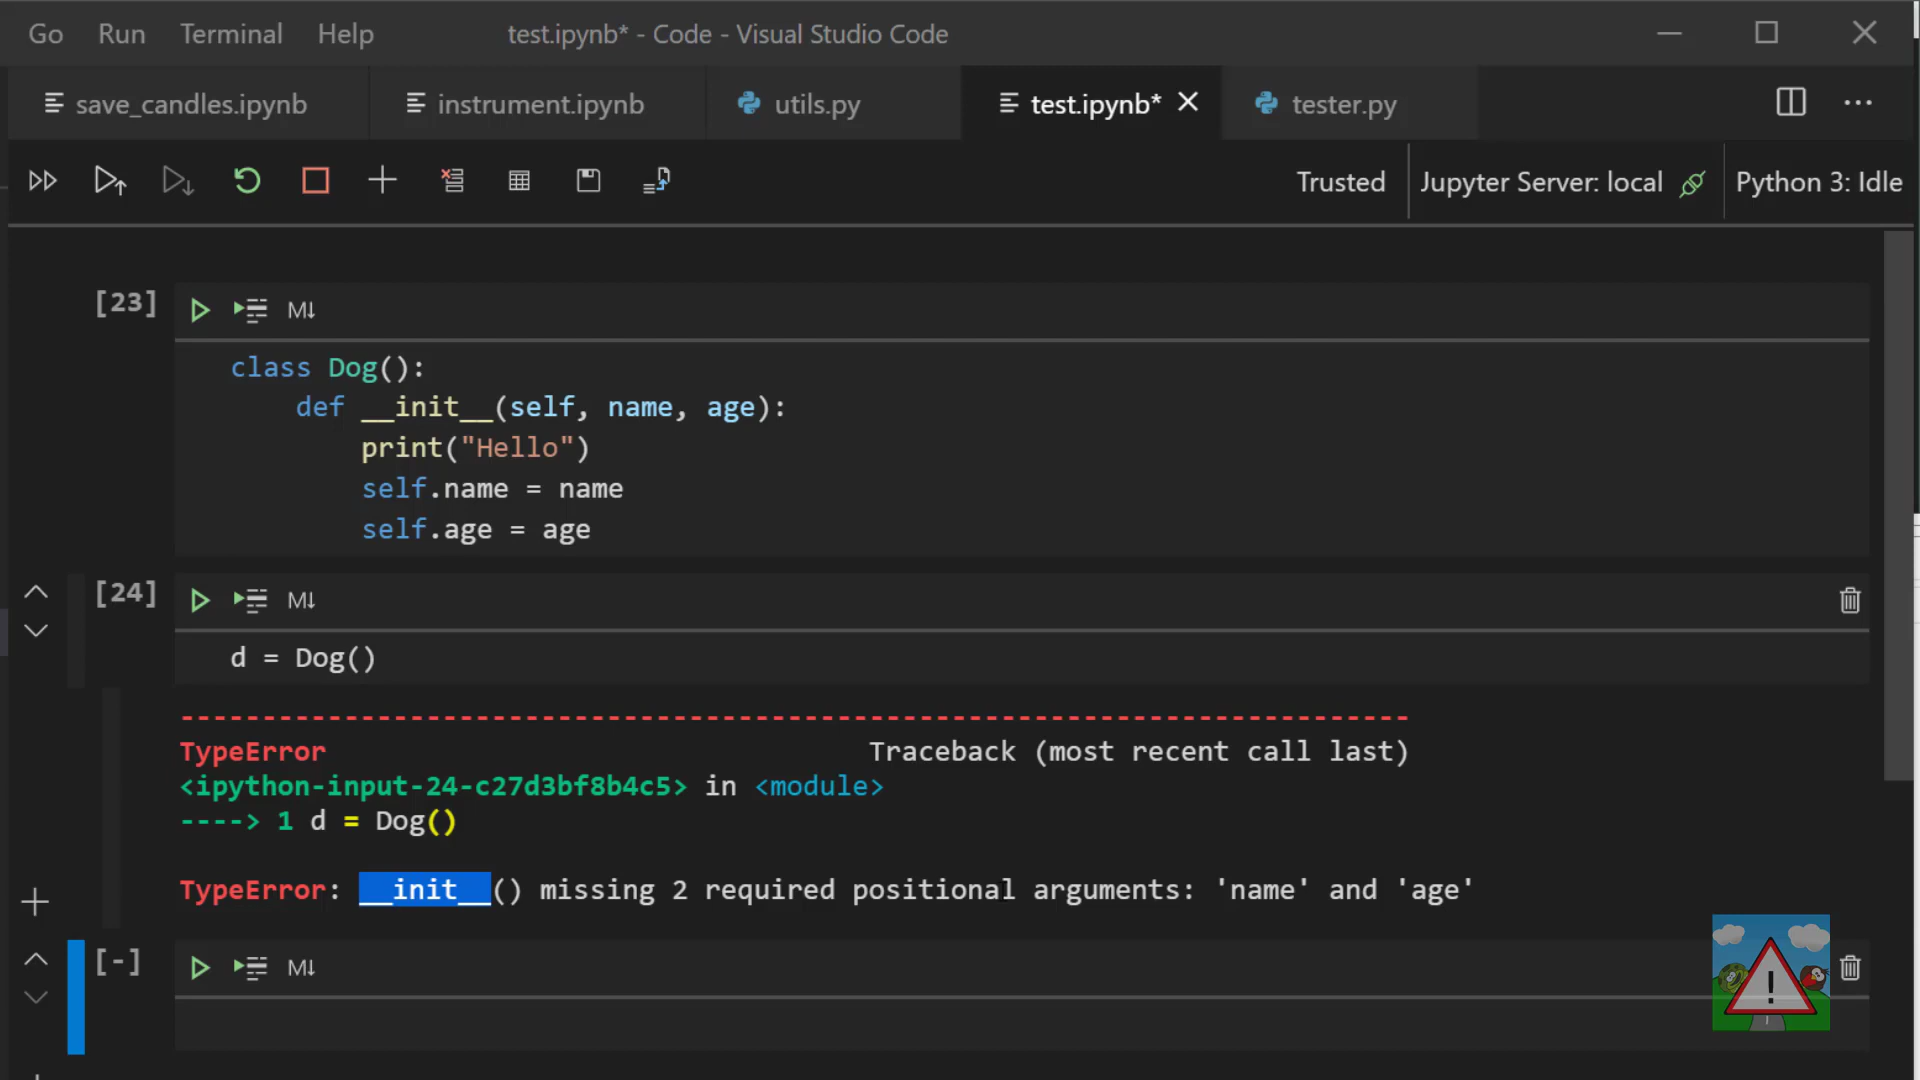 Go Run Terminal Help test.ipynb* - Code - Visual Studio Code
save_candles.ipynb instrument.ipynb utils.py test.ipynb* tester.py
Trusted Jupyter Server: local Python 3: Idle
[23] M↓
class Dog():
    def __init__(self, name, age):
        print("Hello")
        self.name = name
        self.age = age
[24] M↓
d = Dog()
---------------------------------------------------------------------------
TypeError Traceback (most recent call last)
<ipython-input-24-c27d3bf8b4c5> in <module>
----> 1 d = Dog()
TypeError: __init__() missing 2 required positional arguments: 'name' and 'age'
[-] M↓